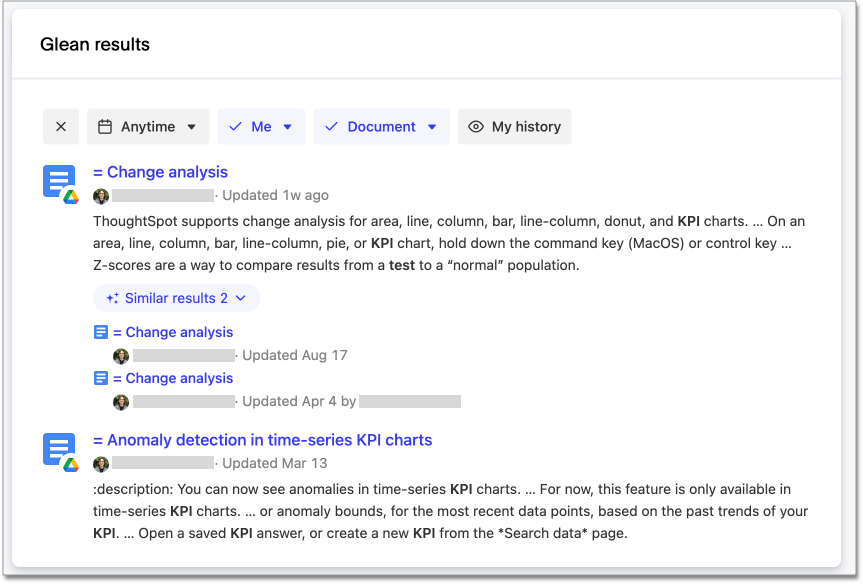 Glean results
Anytime
Me
Document
My history
= Change analysis
· Updated 1w ago
ThoughtSpot supports change analysis for area, line, column, bar, line-column, donut, and KPI charts. ... On an
area, line, column, bar, line-column, pie, or KPI chart, hold down the command key (MacOS) or control key ...
Z-scores are a way to compare results from a test to a “normal” population.
Similar results 2
= Change analysis
· Updated Aug 17
= Change analysis
· Updated Apr 4 by
= Anomaly detection in time-series KPI charts
· Updated Mar 13
:description: You can now see anomalies in time-series KPI charts. ... For now, this feature is only available in
time-series KPI charts. ... or anomaly bounds, for the most recent data points, based on the past trends of your
KPI. ... Open a saved KPI answer, or create a new KPI from the *Search data* page.